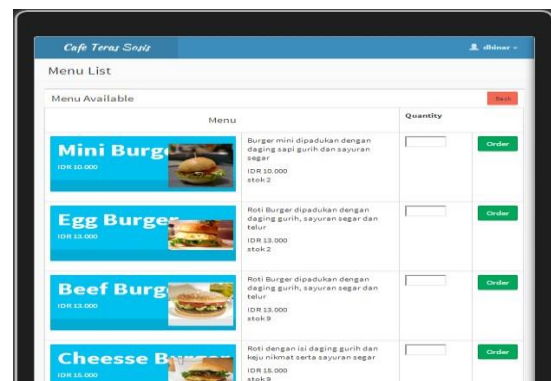 Cafe Teras Sosis
dhinar
Menu List
Menu Available
Back
Menu
Quantity
Mini Burge
IDR 10.000
Burger mini dipadukan dengan
daging sapi gurih dan sayuran
segar
IDR 10.000
stok 2
Order
Egg Burger
IDR 13.000
Roti Burger dipadukan dengan
daging gurih, sayuran segar dan
telur
IDR 13.000
stok 2
Order
Beef Burg
IDR 13.000
Roti Burger dipadukan dengan
daging gurih, sayuran segar dan
telur
IDR 13.000
stok 9
Order
Cheesse Burger
IDR 15.000
Roti dengan isi daging gurih dan
keju nikmat serta sayuran segar
IDR 15.000
stok 9
Order